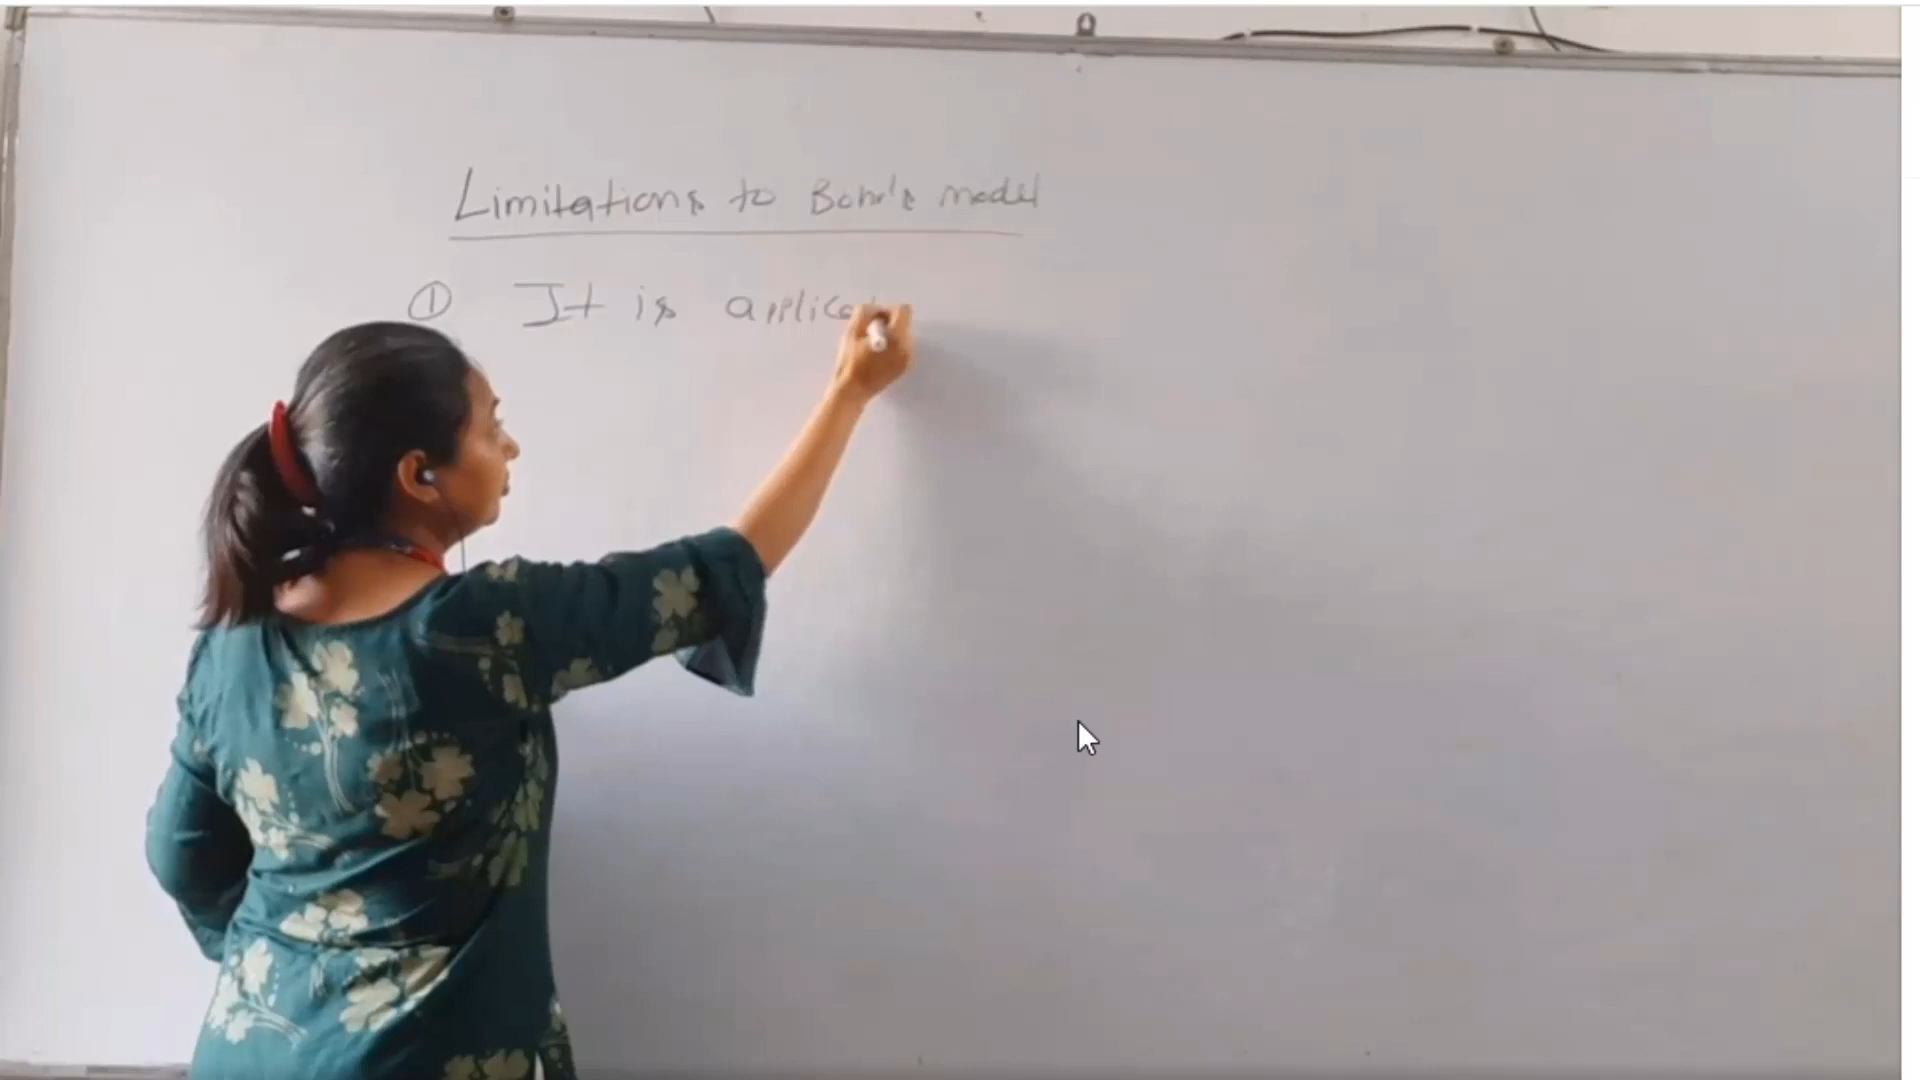 Limitations to Bohr's model
① It is applica